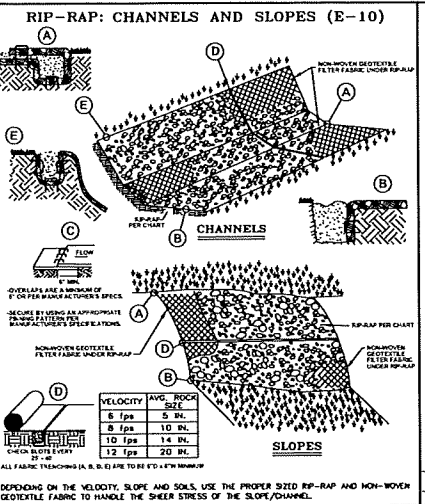 RIP-RAP: CHANNELS AND SLOPES (E-10)
A
D
NON-WOVEN GEOTEXTILE
FILTER FABRIC UNDER RIP-RAP
E
A
E
B
RIP-RAP
PER CHART
B
CHANNELS
C
FLOW
6" MIN.
-OVERLAPS ARE A MINIMUM OF
6" OR PER MANUFACTURER'S SPECS.
-SECURE BY USING AN APPROPRIATE
PINNING PATTERN PER
MANUFACTURER'S SPECIFICATIONS.
A
NON-WOVEN GEOTEXTILE
FILTER FABRIC UNDER RIP-RAP
D
B
RIP-RAP PER CHART
NON-WOVEN
GEOTEXTILE
FILTER FABRIC
UNDER RIP-RAP
SLOPES
D
CHECK SLOTS EVERY
VELOCITY AVG. ROCK SIZE
6 fps 5 IN.
8 fps 10 IN.
10 fps 14 IN.
12 fps 20 IN.
ALL FABRIC TRENCHING (A, B, D, E) ARE TO BE 6"D x 6"W MINIMUM
DEPENDING ON THE VELOCITY, SLOPE AND SOILS, USE THE PROPER SIZED RIP-RAP AND NON-WOVEN
GEOTEXTILE FABRIC TO HANDLE THE SHEER STRESS OF THE SLOPE/CHANNEL.